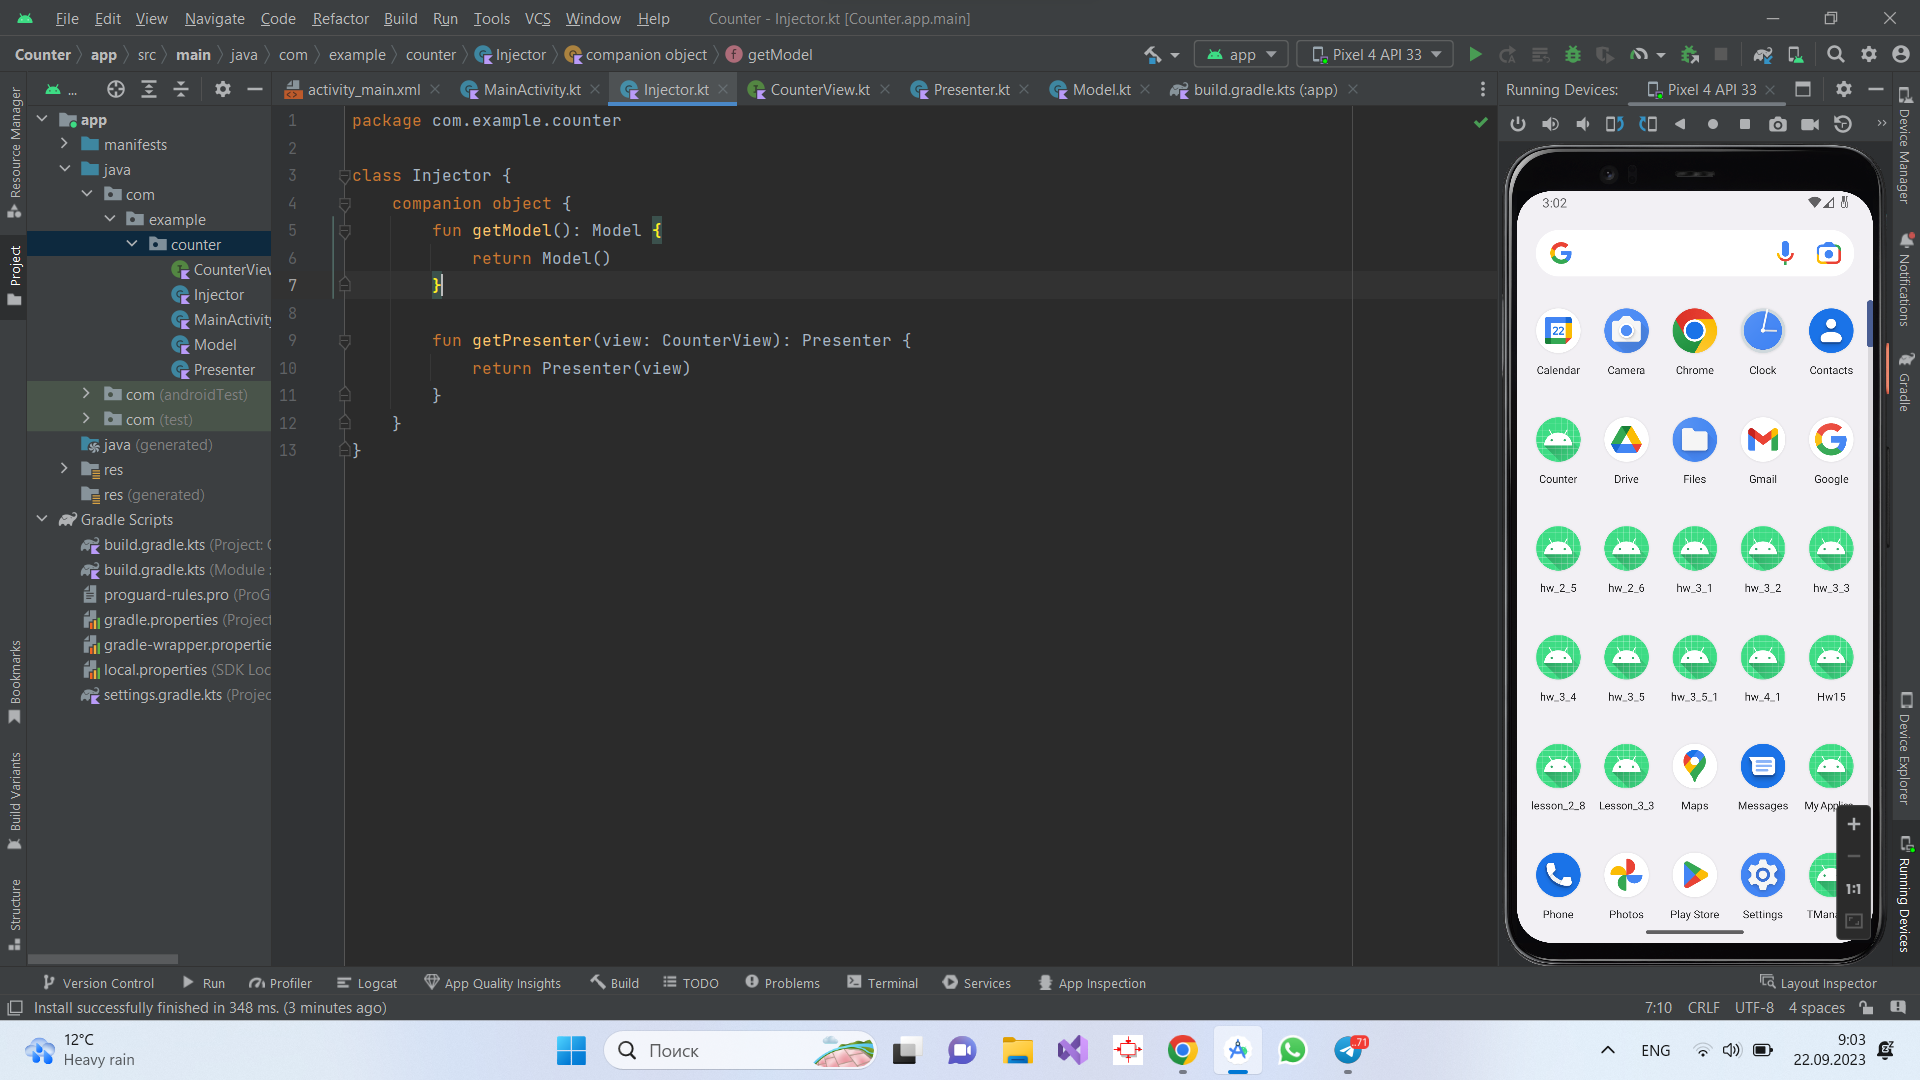 File Edit View Navigate Code Refactor Build Run Tools VCS Window Help Counter - Injector.kt [Counter.app.main]
Counter app src main java com example counter Injector companion object getModel app Pixel 4 API 33
... activity_main.xml MainActivity.kt Injector.kt CounterView.kt Presenter.kt Model.kt build.gradle.kts (:app) Running Devices: Pixel 4 API 33
Resource Manager
Project
Bookmarks
Build Variants
Structure
app
manifests
java
com
example
counter
CounterView
Injector
MainActivity
Model
Presenter
com (androidTest)
com (test)
java (generated)
res
res (generated)
Gradle Scripts
build.gradle.kts (Project: C
build.gradle.kts (Module :
proguard-rules.pro (ProG
gradle.properties (Project
gradle-wrapper.propertie
local.properties (SDK Loc
settings.gradle.kts (Projec
1 package com.example.counter
2
3 class Injector {
4 companion object {
5 fun getModel(): Model {
6 return Model()
7 }
8
9 fun getPresenter(view: CounterView): Presenter {
10 return Presenter(view)
11 }
12 }
13 }
3:02
22
Calendar Camera Chrome Clock Contacts
Counter Drive Files Gmail Google
hw_2_5 hw_2_6 hw_3_1 hw_3_2 hw_3_3
hw_3_4 hw_3_5 hw_3_5_1 hw_4_1 Hw15
lesson_2_8 Lesson_3_3 Maps Messages My Applic
Phone Photos Play Store Settings TMana
1:1
Device Manager
Notifications
Gradle
Device Explorer
Running Devices
Version Control Run Profiler Logcat App Quality Insights Build TODO Problems Terminal Services App Inspection Layout Inspector
Install successfully finished in 348 ms. (3 minutes ago) 7:10 CRLF UTF-8 4 spaces
12°C
Heavy rain
Поиск
71
ENG
9:03
22.09.2023